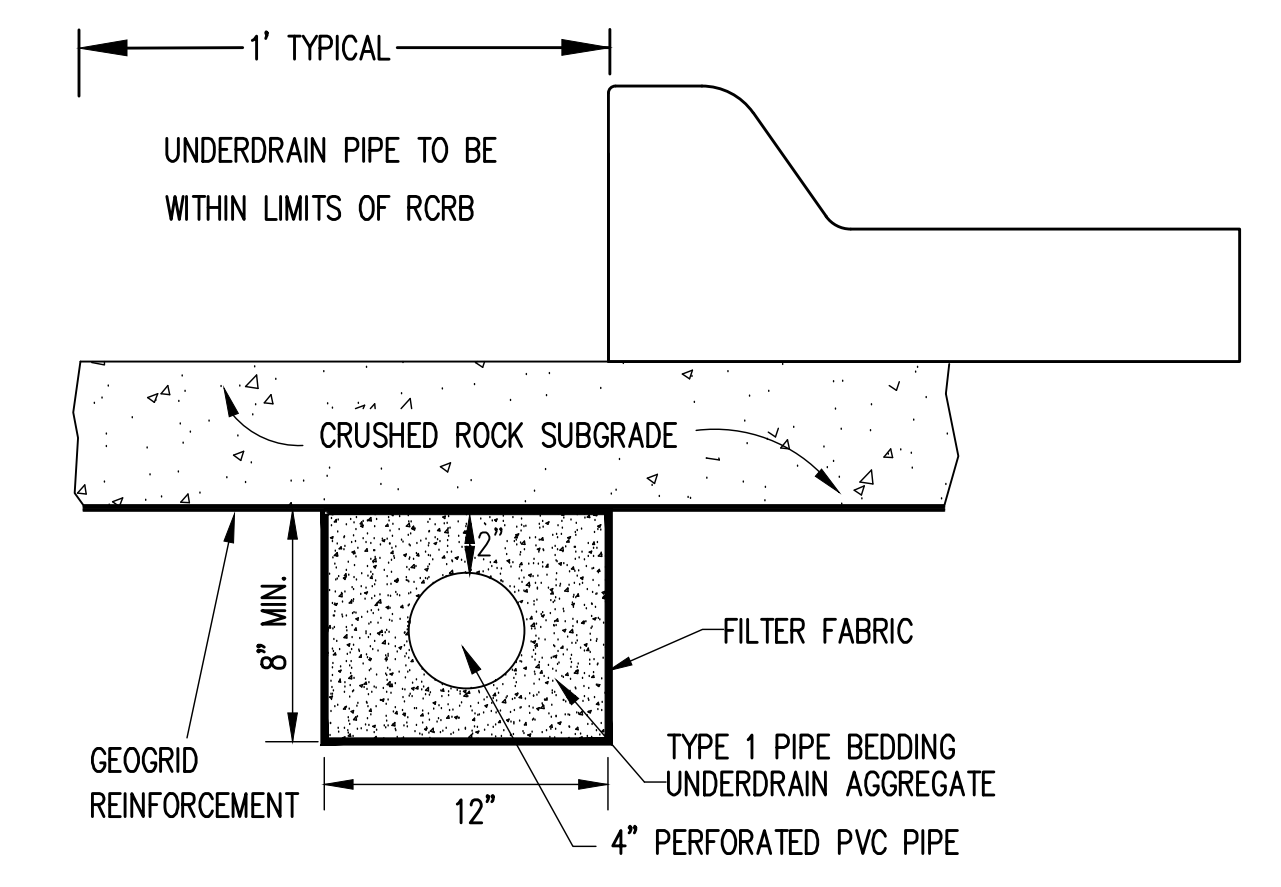 1' TYPICAL
UNDERDRAIN PIPE TO BE
WITHIN LIMITS OF RCRB
CRUSHED ROCK SUBGRADE
2"
8" MIN.
FILTER FABRIC
GEOGRID
REINFORCEMENT
TYPE 1 PIPE BEDDING
UNDERDRAIN AGGREGATE
12"
4" PERFORATED PVC PIPE